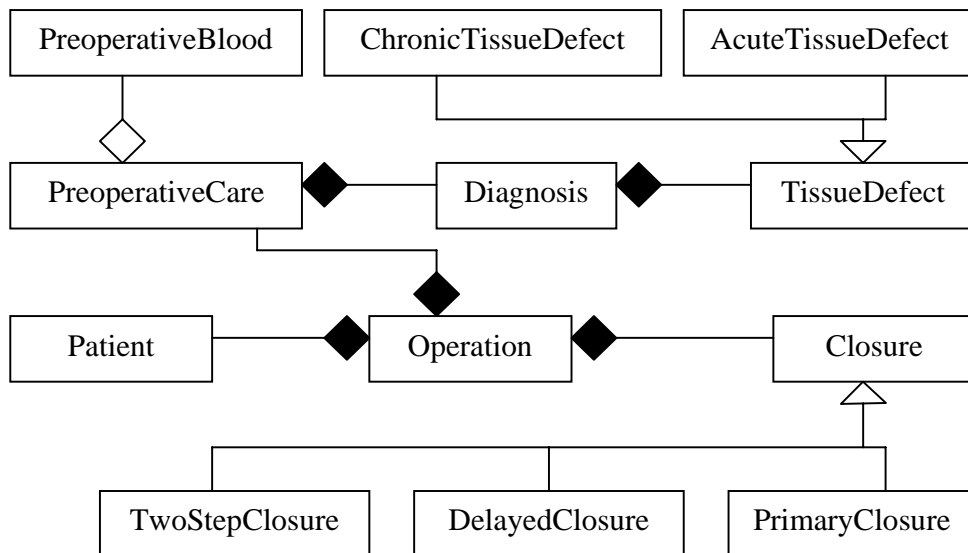 PreoperativeBlood
ChronicTissueDefect
AcuteTissueDefect
PreoperativeCare
Diagnosis
TissueDefect
Patient
Operation
Closure
TwoStepClosure
DelayedClosure
PrimaryClosure